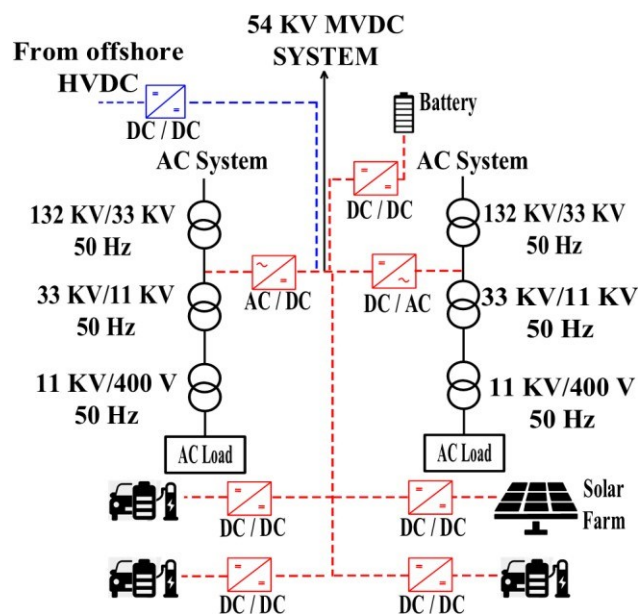 54 KV MVDC
SYSTEM
From offshore
HVDC
DC / DC
Battery
AC System
AC System
DC / DC
132 KV/33 KV
50 Hz
132 KV/33 KV
50 Hz
AC / DC
DC / AC
33 KV/11 KV
50 Hz
33 KV/11 KV
50 Hz
11 KV/400 V
50 Hz
11 KV/400 V
50 Hz
AC Load
AC Load
DC / DC
DC / DC
Solar
Farm
DC / DC
DC / DC